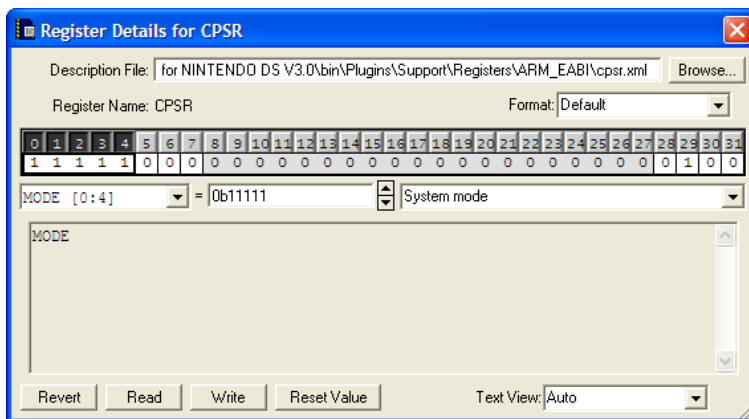 Register Details for CPSR
Description File: for NINTENDO DS V3.0\bin\Plugins\Support\Registers\ARM_EABI\cpsr.xml Browse...
Register Name: CPSR Format: Default
0 1 2 3 4 5 6 7 8 9 10 11 12 13 14 15 16 17 18 19 20 21 22 23 24 25 26 27 28 29 30 31
1 1 1 1 1 0 0 0 0 0 0 0 0 0 0 0 0 0 0 0 0 0 0 0 0 0 0 0 0 1 0 0
MODE [0:4] = 0b11111 System mode
MODE
Revert Read Write Reset Value Text View: Auto